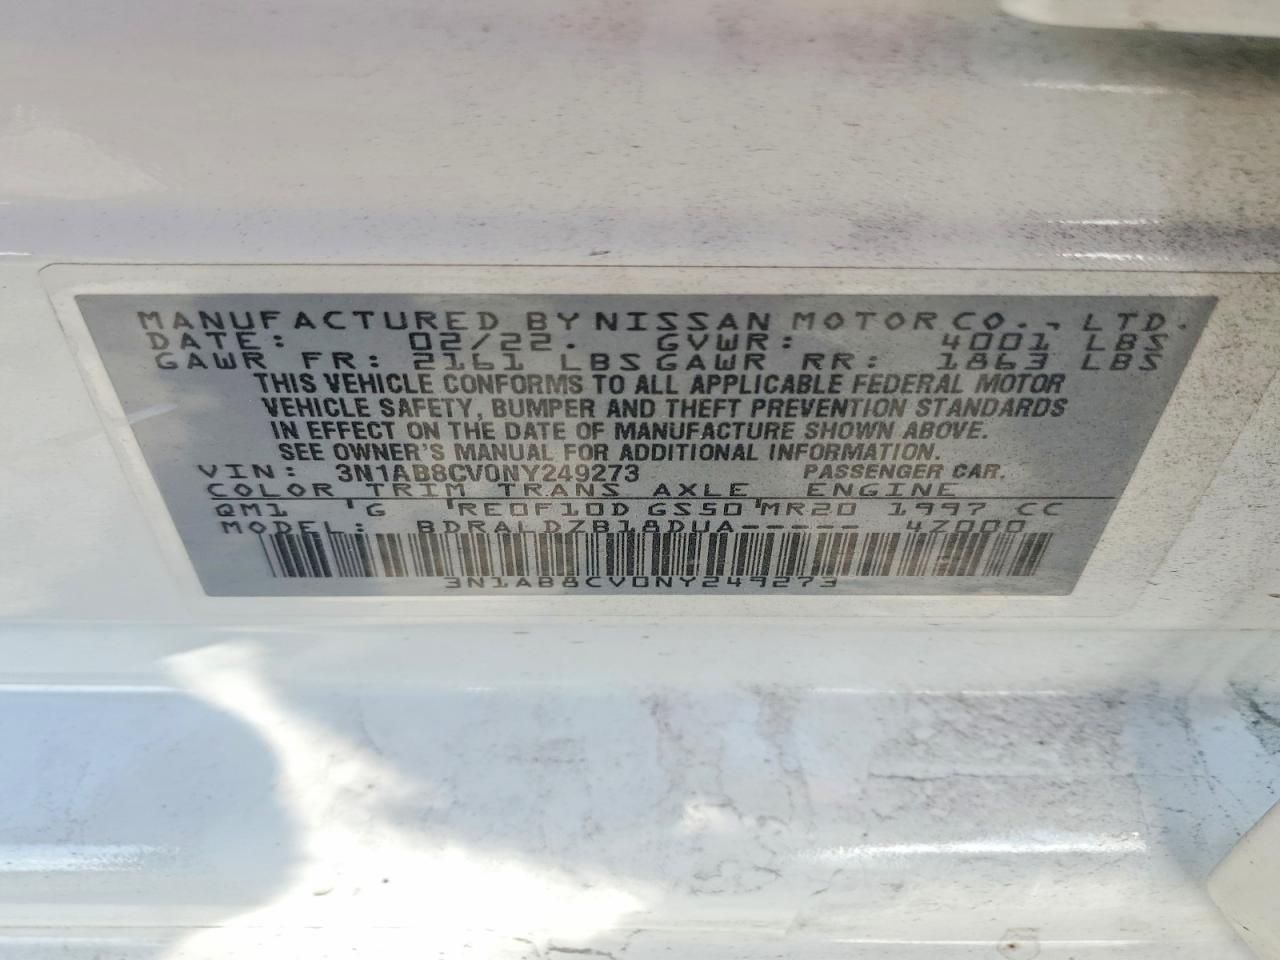 MANUFACTURED BY NISSAN MOTOR CO., LTD.
DATE: 02/22. GVWR: 4001 LBS
GAWR FR: 2161 LBS GAWR RR: 1863 LBS
THIS VEHICLE CONFORMS TO ALL APPLICABLE FEDERAL MOTOR
VEHICLE SAFETY, BUMPER AND THEFT PREVENTION STANDARDS
IN EFFECT ON THE DATE OF MANUFACTURE SHOWN ABOVE.
SEE OWNER'S MANUAL FOR ADDITIONAL INFORMATION.
VIN: 3N1AB8CV0NY249273 PASSENGER CAR.
COLOR TRIM TRANS AXLE ENGINE
QM1 'G 'RE0F10D GS50'MR20 1997 CC
MODEL: BDRALDZB18DUA----- 4Z000
3N1AB8CV0NY249273